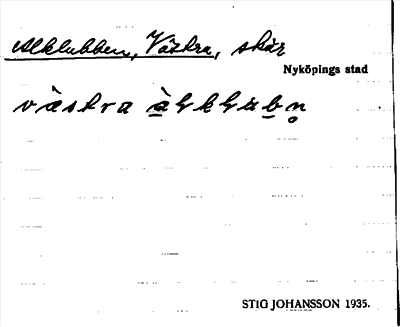 Alklubben, Västra, skär
Nyköpings stad
västra
STIG JOHANSSON 1935.